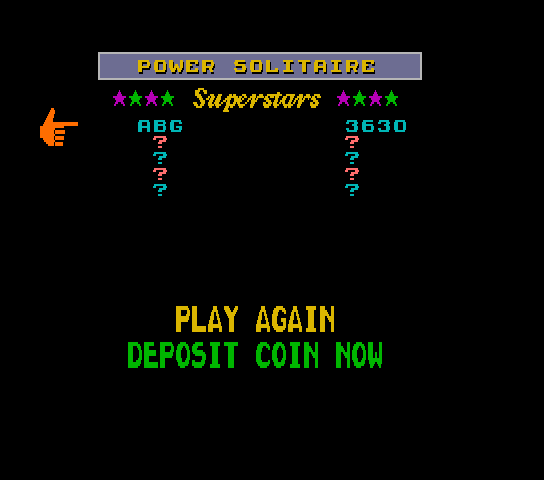 POWER SOLITAIRE
Superstars
ABG 3630
? ?
? ?
? ?
? ?
PLAY AGAIN
DEPOSIT COIN NOW